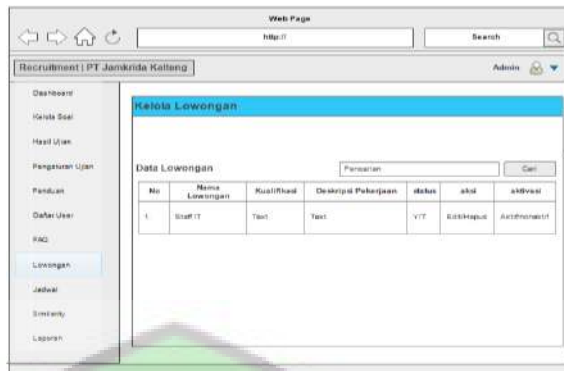 Web Page
http://
Search
Recruitment | PT Jamkrida Kalteng
Admin
Dashboard
Kelola Soal
Hasil Ujian
Pengaturan Ujian
Panduan
Daftar User
FAQ
Lowongan
Jadwal
Similarity
Laporan
Kelola Lowongan
Data Lowongan
Pencarian
Cari
No Nama Lowongan Kualifikasi Deskripsi Pekerjaan status aksi aktivasi
1 Staff IT Text Text Y/T Edit/Hapus Aktif/nonaktif